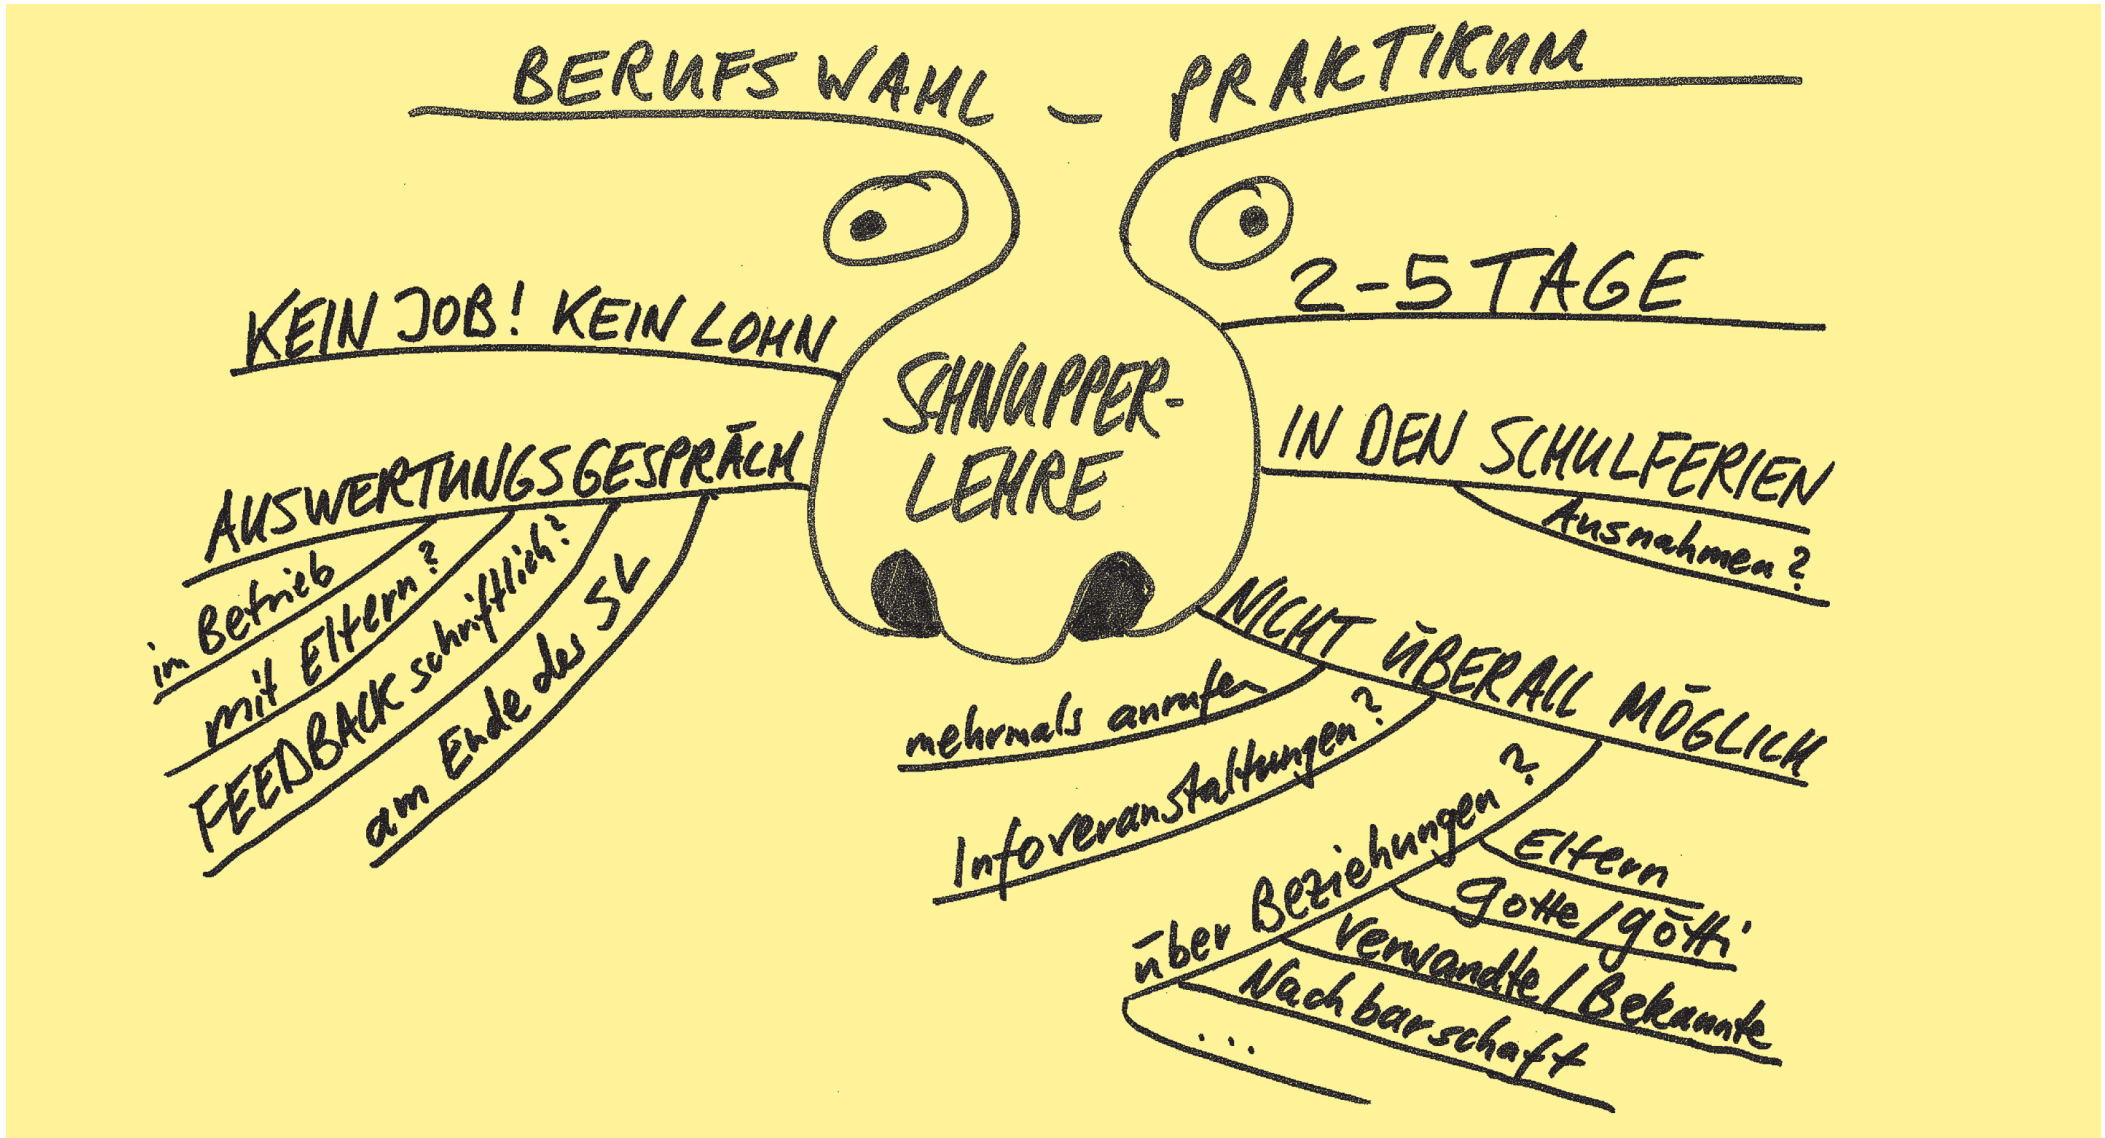 BERUFSWAHL - PRAKTIKUM
KEIN JOB! KEIN LOHN
AUSWERTUNGSGESPRÄCH
im Betrieb
mit Eltern?
FEEDBACK schriftlich?
am Ende des SL
SCHNUPPER-
LEHRE
2-5 TAGE
IN DEN SCHULFERIEN
Ausnahmen?
NICHT ÜBERALL MÖGLICH
mehrmals anrufen
Infoveranstaltungen?
über Beziehungen?
Eltern
Gotte/Götti
Verwandte/Bekannte
Nachbarschaft
...